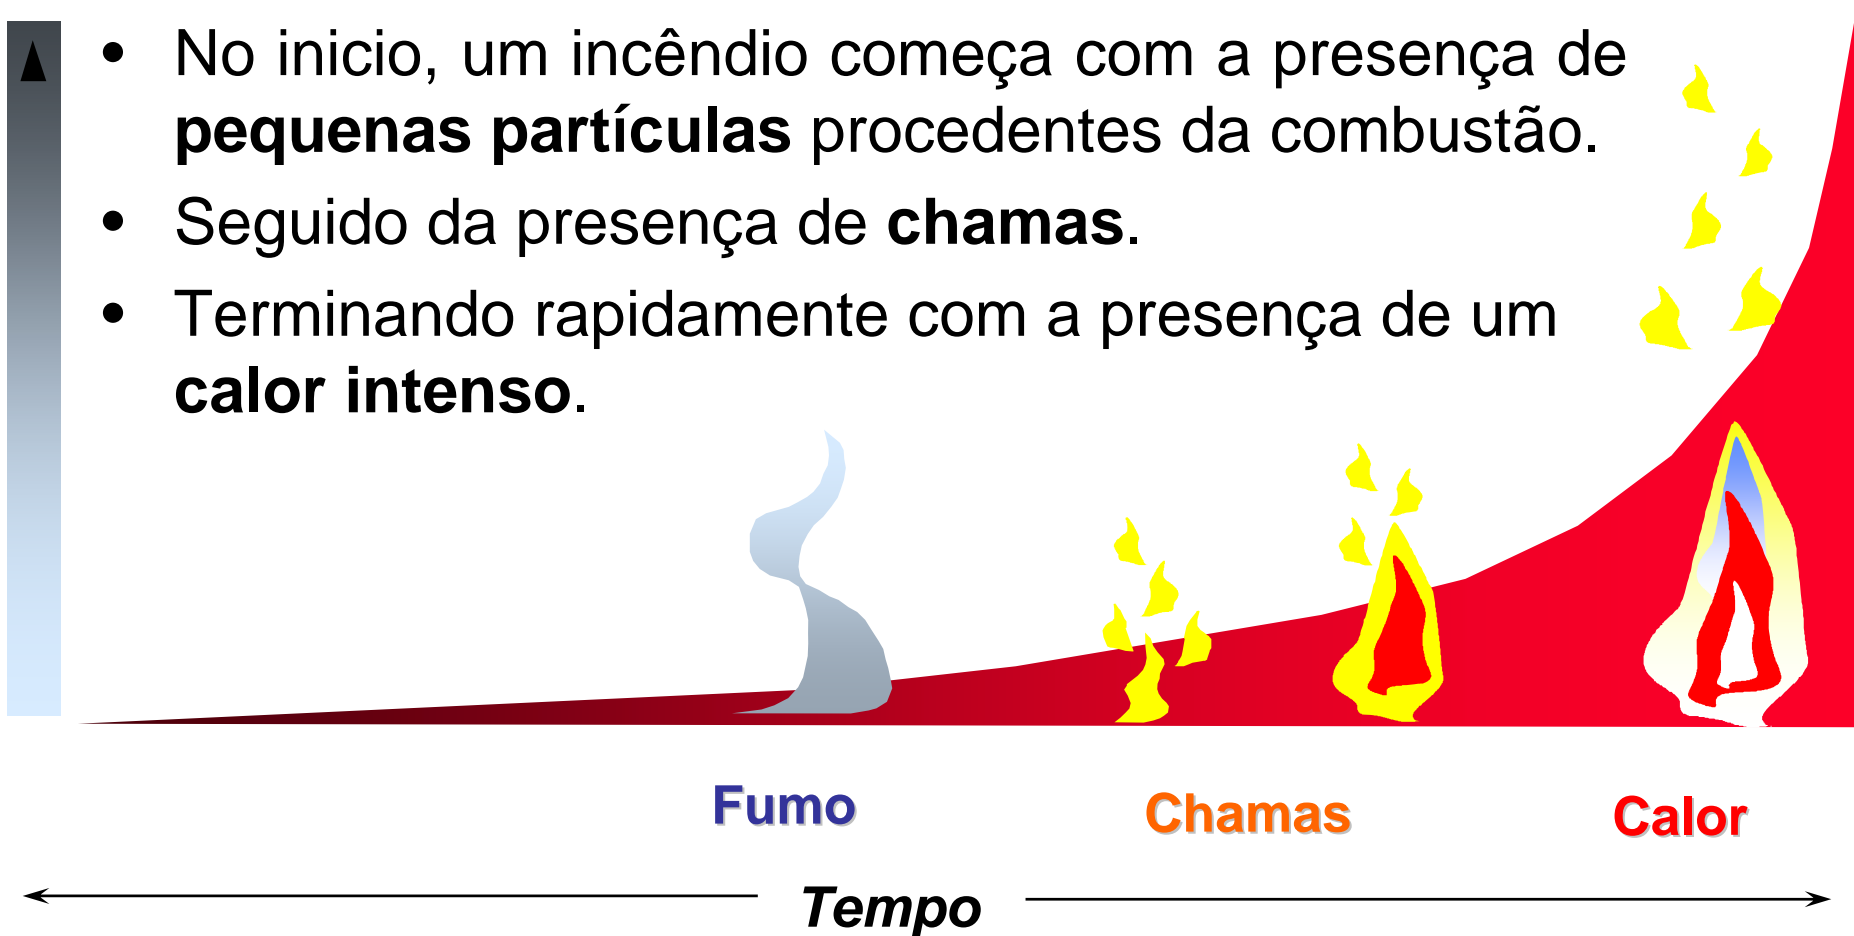 • No inicio, um incêndio começa com a presença de
pequenas partículas procedentes da combustão.
• Seguido da presença de chamas.
• Terminando rapidamente com a presença de um
calor intenso.
Fumo
Chamas
Calor
Tempo